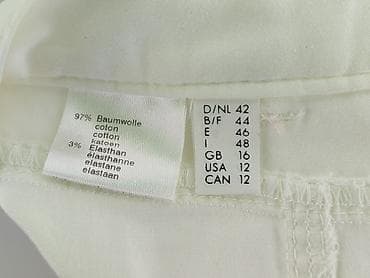 97% Baumwolle
coton
cotton
katoen
3% Elasthan
élasthanne
elastane
elastaan
D/NL 42
B/F 44
E 46
I 48
GB 16
USA 12
CAN 12